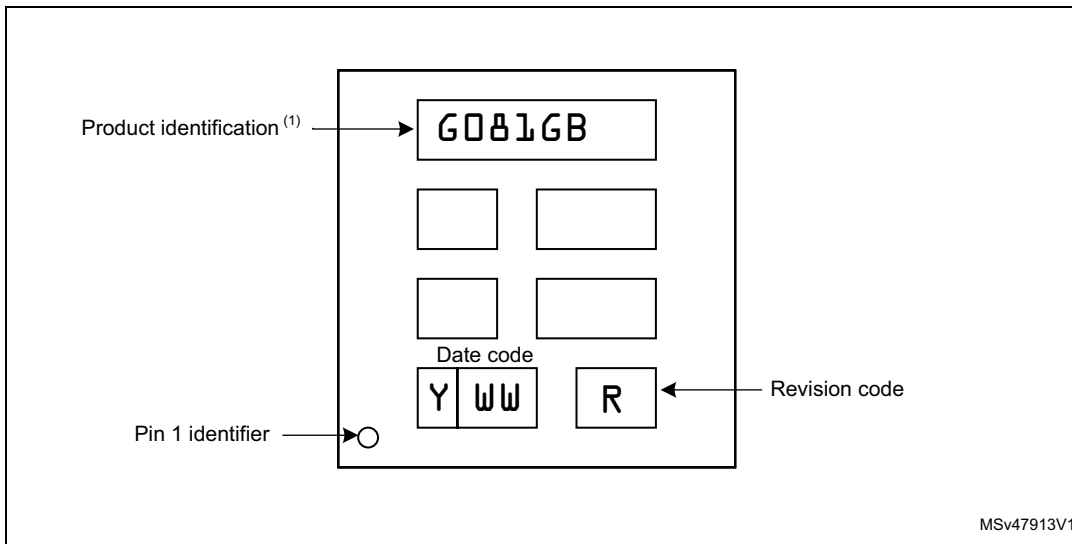 Product identification (1)
G081GB
Date code
Y WW R
Revision code
Pin 1 identifier
MSv47913V1